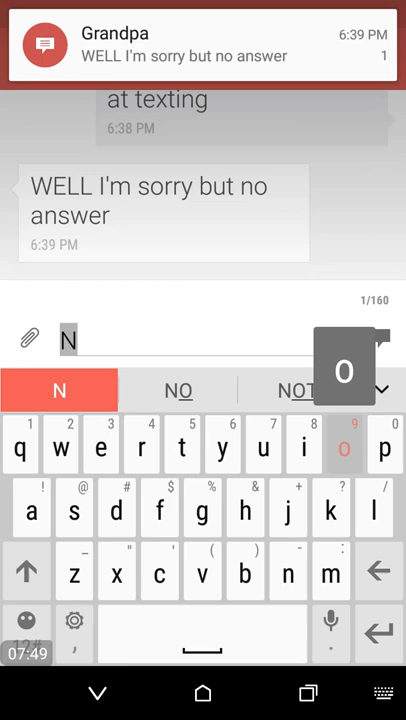 Grandpa
6:39 PM
WELL I'm sorry but no answer
1
at texting
6:38 PM
WELL I'm sorry but no
answer
6:39 PM
1/160
N
o
N NO NOT
1 2 3 4 5 6 7 8 9 0
q w e r t y u i o p
! @ # $ % & + ? /
a s d f g h j k l
_ " ' ( ) - :
z x c v b n m
12#
, .
07:49